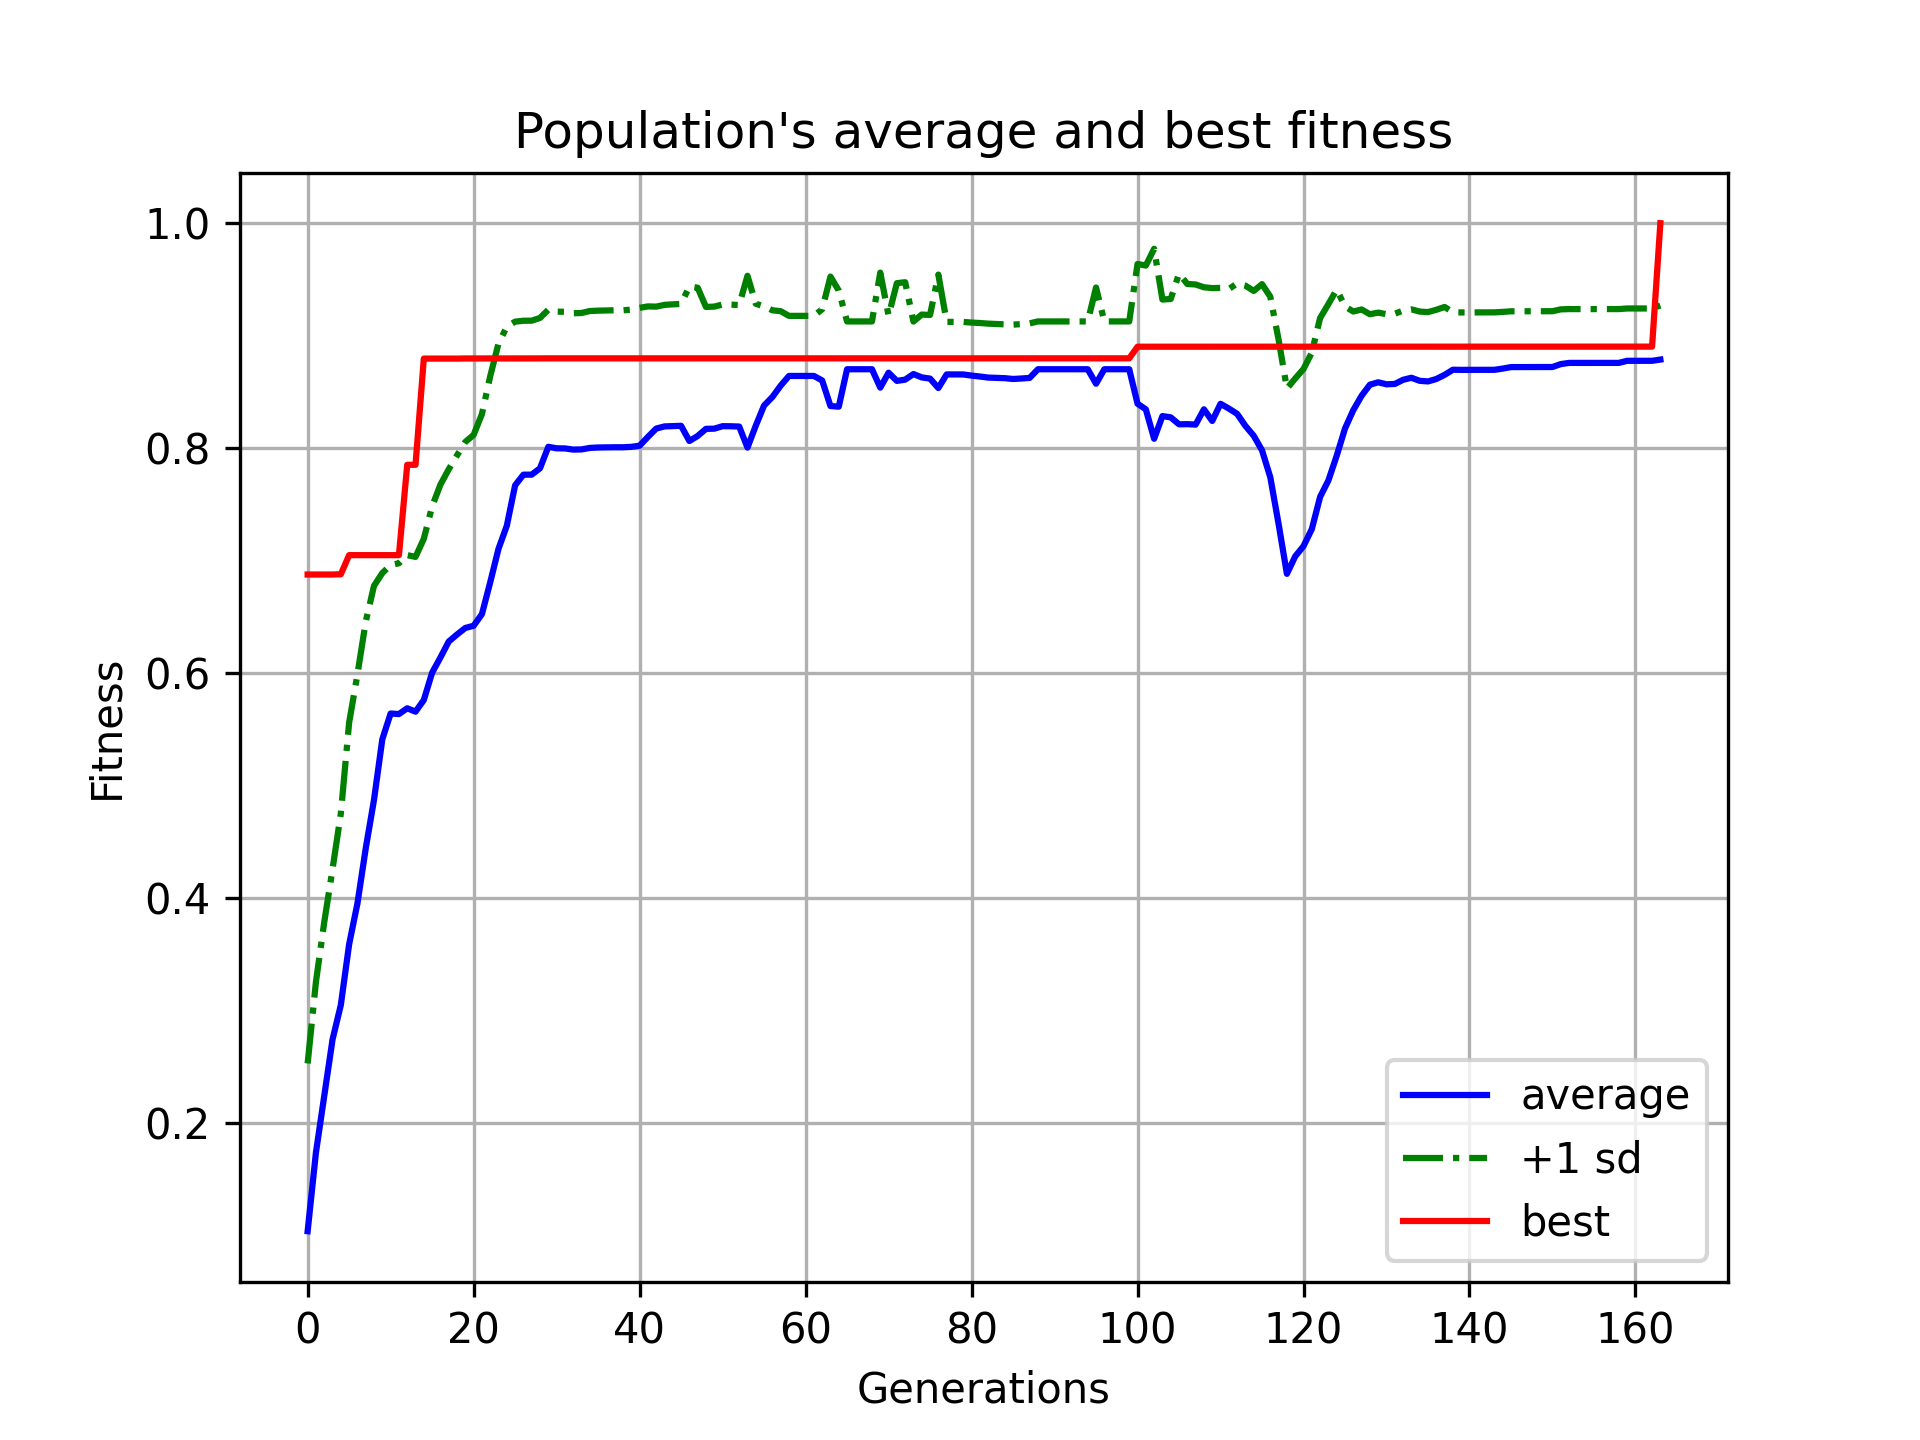 Population's average and best fitness
1.0
0.8
0.6
0.4
0.2
Fitness
0 20 40 60 80 100 120 140 160
Generations
average
+1 sd
best